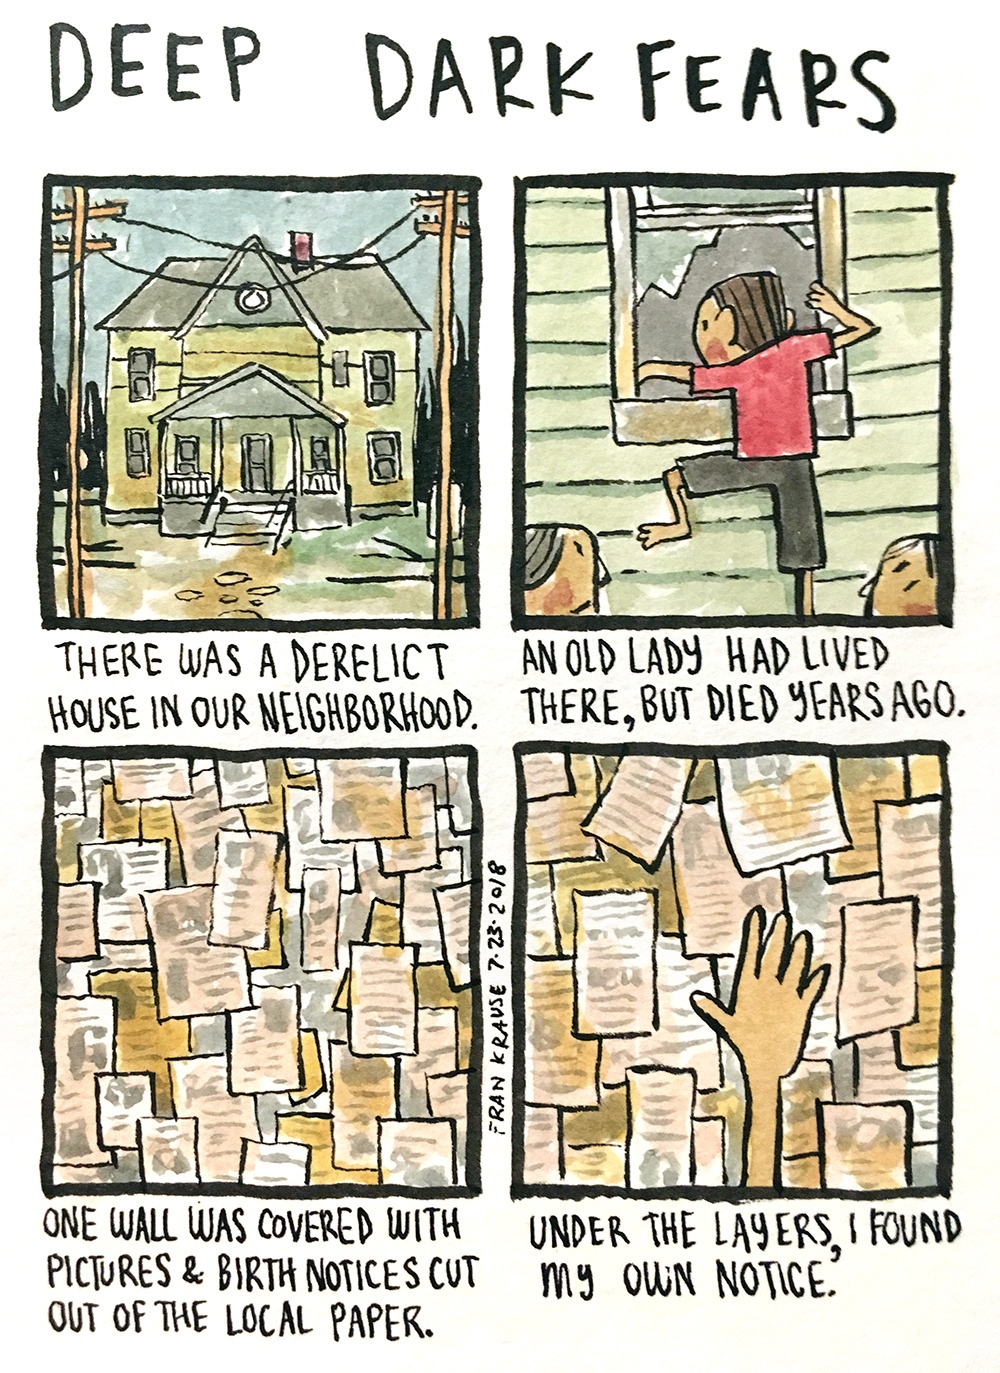 DEEP DARK FEARS
THERE WAS A DERELICT
HOUSE IN OUR NEIGHBORHOOD.
AN OLD LADY HAD LIVED
THERE, BUT DIED YEARS AGO.
ONE WALL WAS COVERED WITH
PICTURES & BIRTH NOTICES CUT
OUT OF THE LOCAL PAPER.
FRAN KRAUSE 7.23.2018
UNDER THE LAYERS, I FOUND
MY OWN NOTICE.